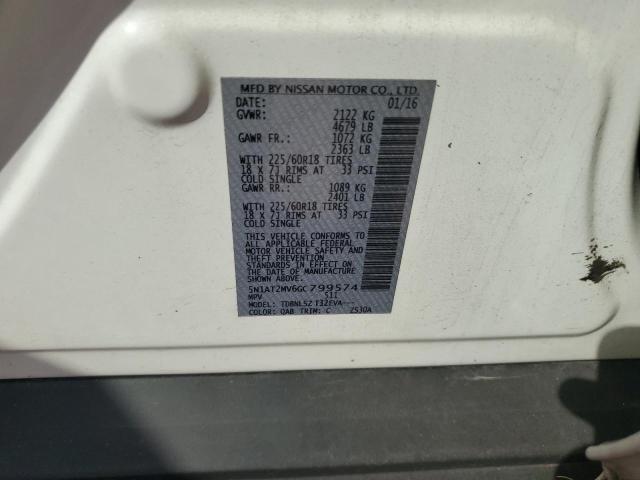 MFD BY NISSAN MOTOR CO., LTD.
DATE: 01/16
GVWR: 2122 KG
4679 LB
GAWR FR.: 1072 KG
2363 LB
WITH 225/60R18 TIRES
18 X 7J RIMS AT 33 PSI
COLD SINGLE
GAWR RR.: 1089 KG
2401 LB
WITH 225/60R18 TIRES
18 X 7J RIMS AT 33 PSI
COLD SINGLE
THIS VEHICLE CONFORMS TO
ALL APPLICABLE FEDERAL
MOTOR VEHICLE SAFETY AND
THEFT PREVENTION
STANDARDS IN EFFECT ON
THE DATE OF MANUFACTURE
SHOWN ABOVE.
5N1AT2MV6GC799574
MPV S11
MODEL: TDBNLS2 T32EVA---
COLOR: QAB TRIM: C 2530A